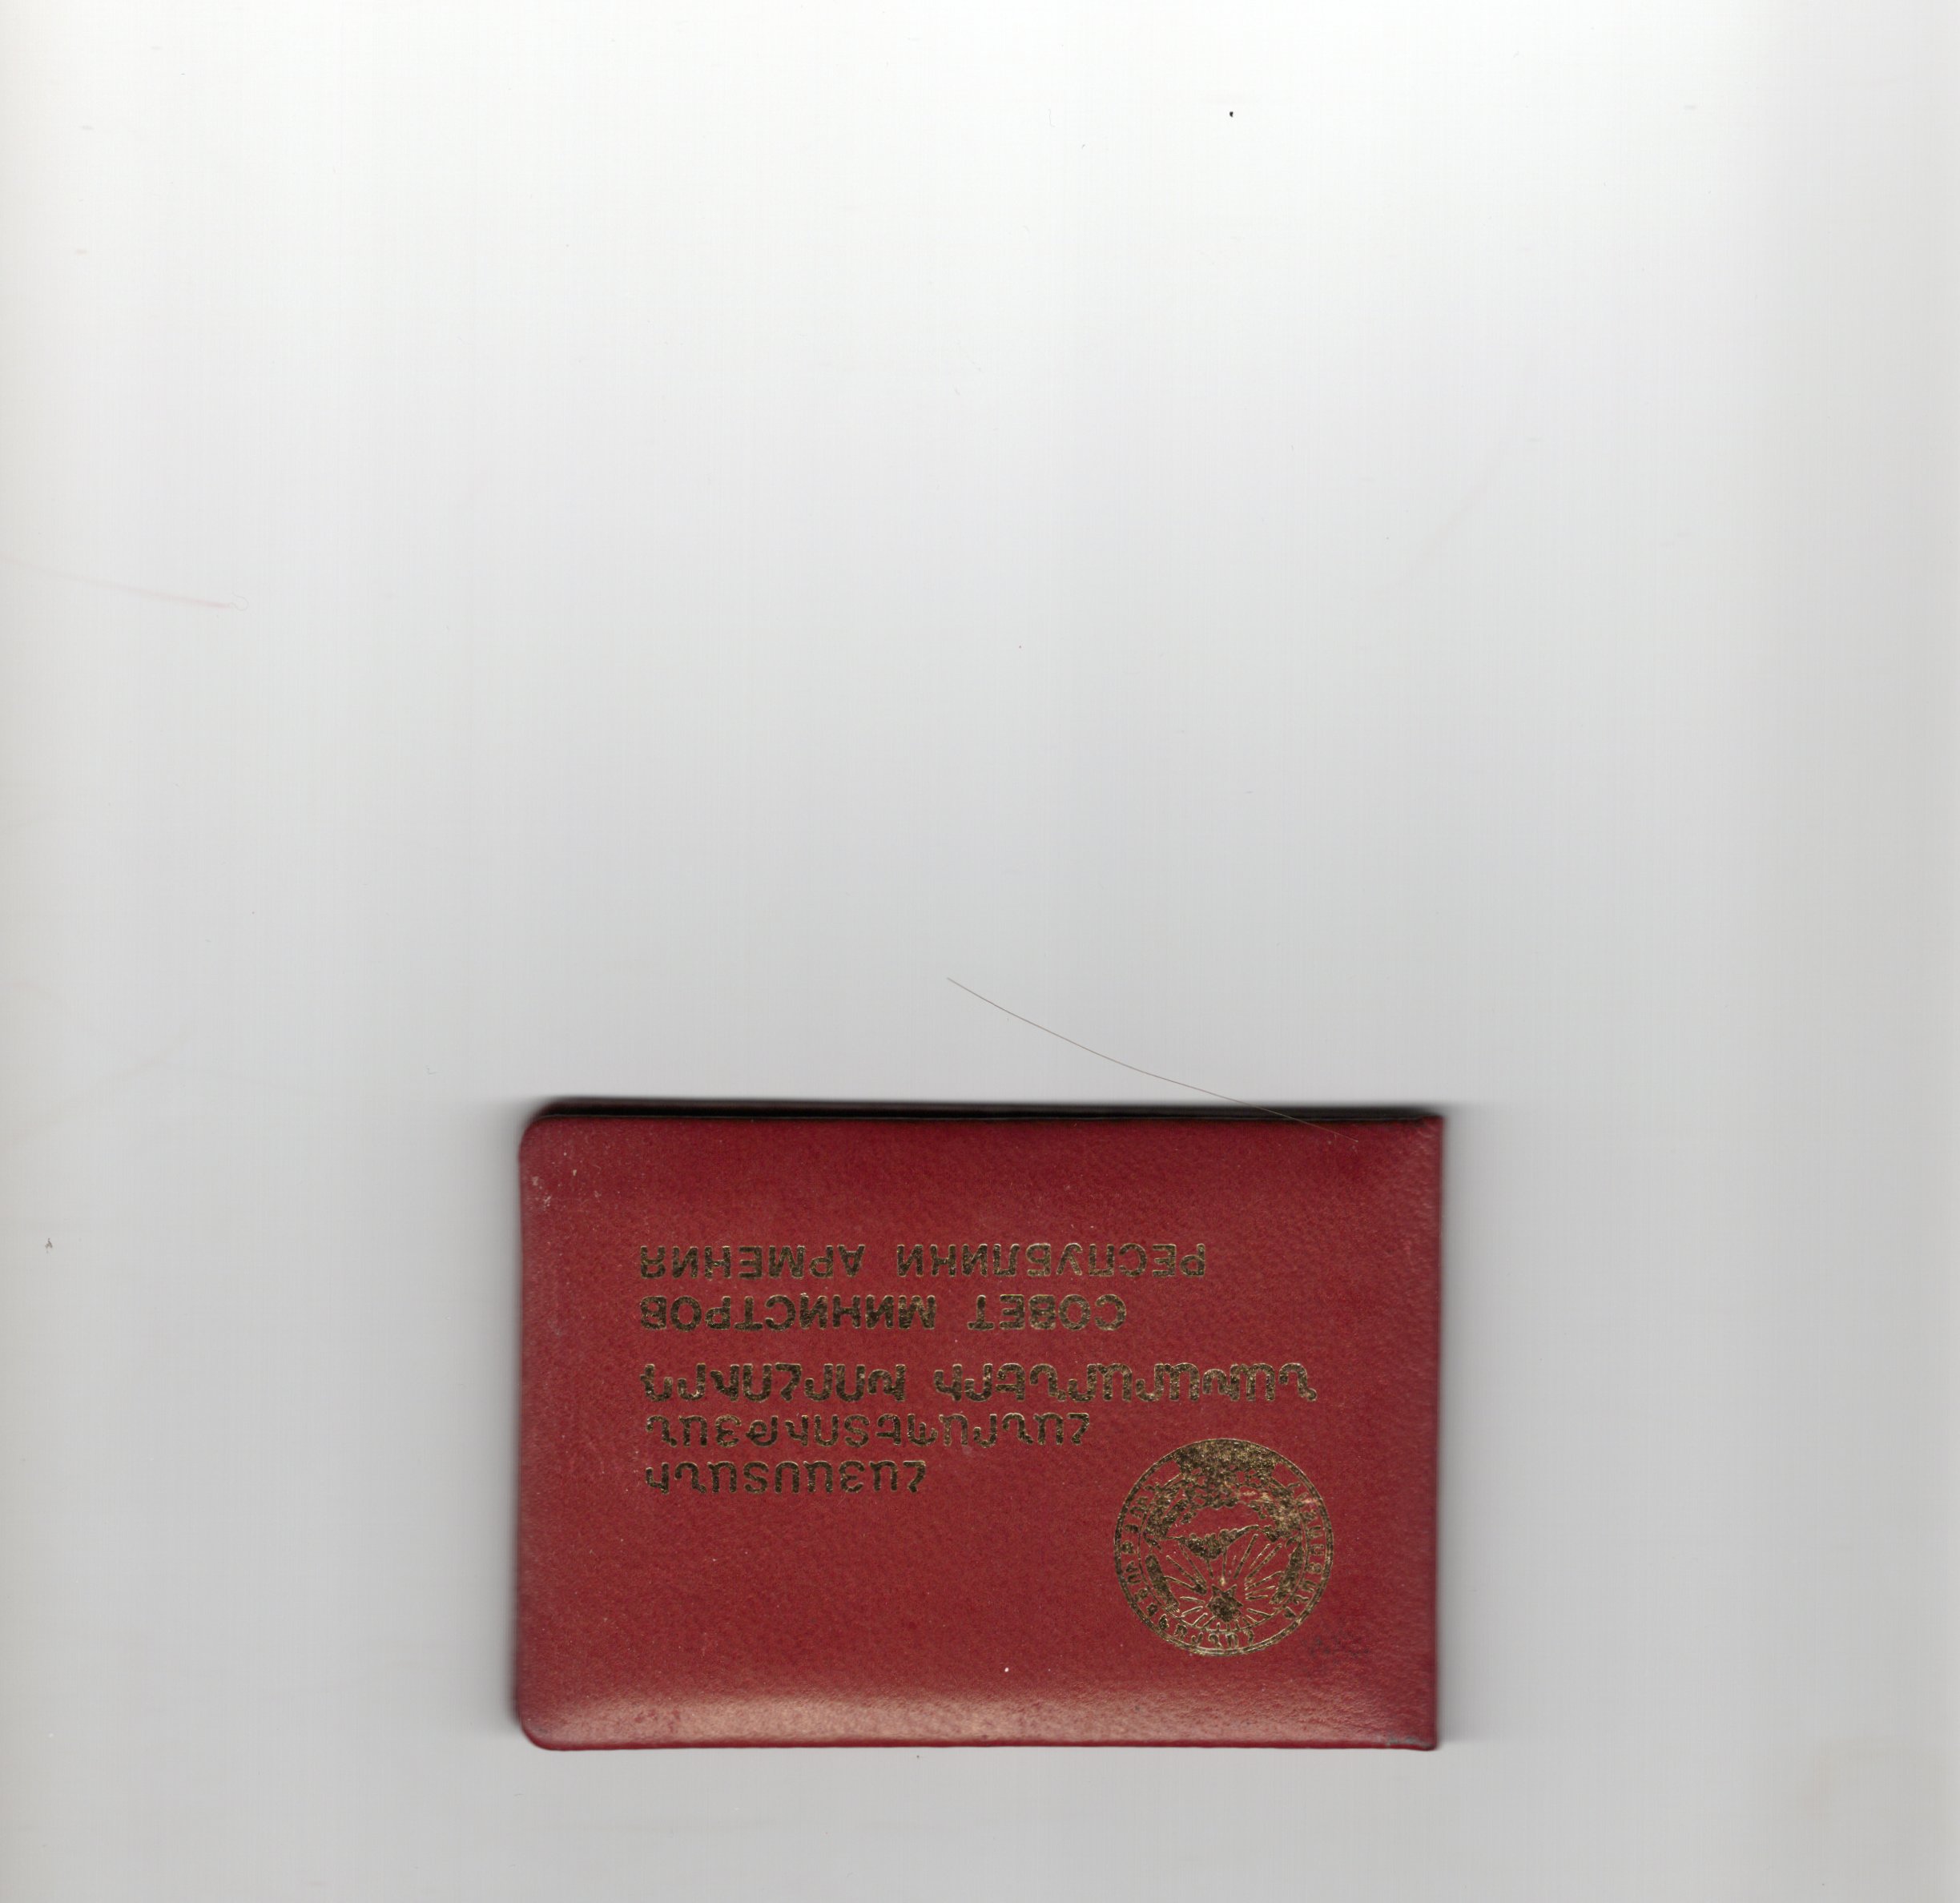 ՀԱՅԱՍՏԱՆԻ
ՀԱՆՐԱՊԵՏՈՒԹՅԱՆ
ՆԱԽԱՐԱՐՆԵՐԻ ԽՈՐՀՈՒՐԴ
СОВЕТ МИНИСТРОВ
РЕСПУБЛИКИ АРМЕНИЯ